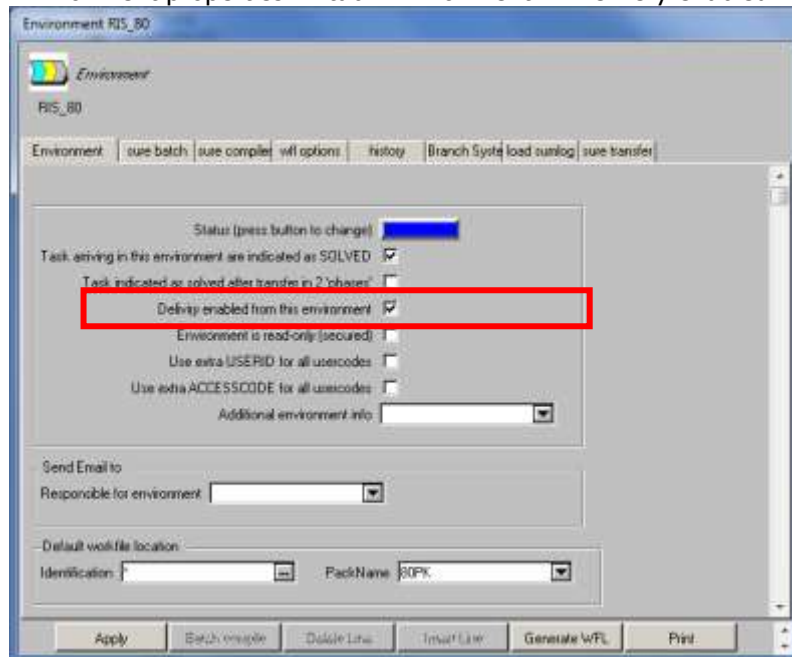 Environment RIS_80
Environment
RIS_80
Environment sure batch sure compiler wfl options history Branch Syste load sumlog sure transfer
Status (press button to change)
Task arriving in this environment are indicated as SOLVED
Task indicated as solved after transfer in 2 'phases'
Delivity enabled from this environment
Environment is read-only (secured)
Use extra USERID for all usercodes
Use extra ACCESSCODE for all usercodes
Additional environment info
Send Email to
Responsible for environment
Default workfile location
Identification * ... PackName 80PK
Apply Batch compile Delete Line Insert Line Generate WFL Print